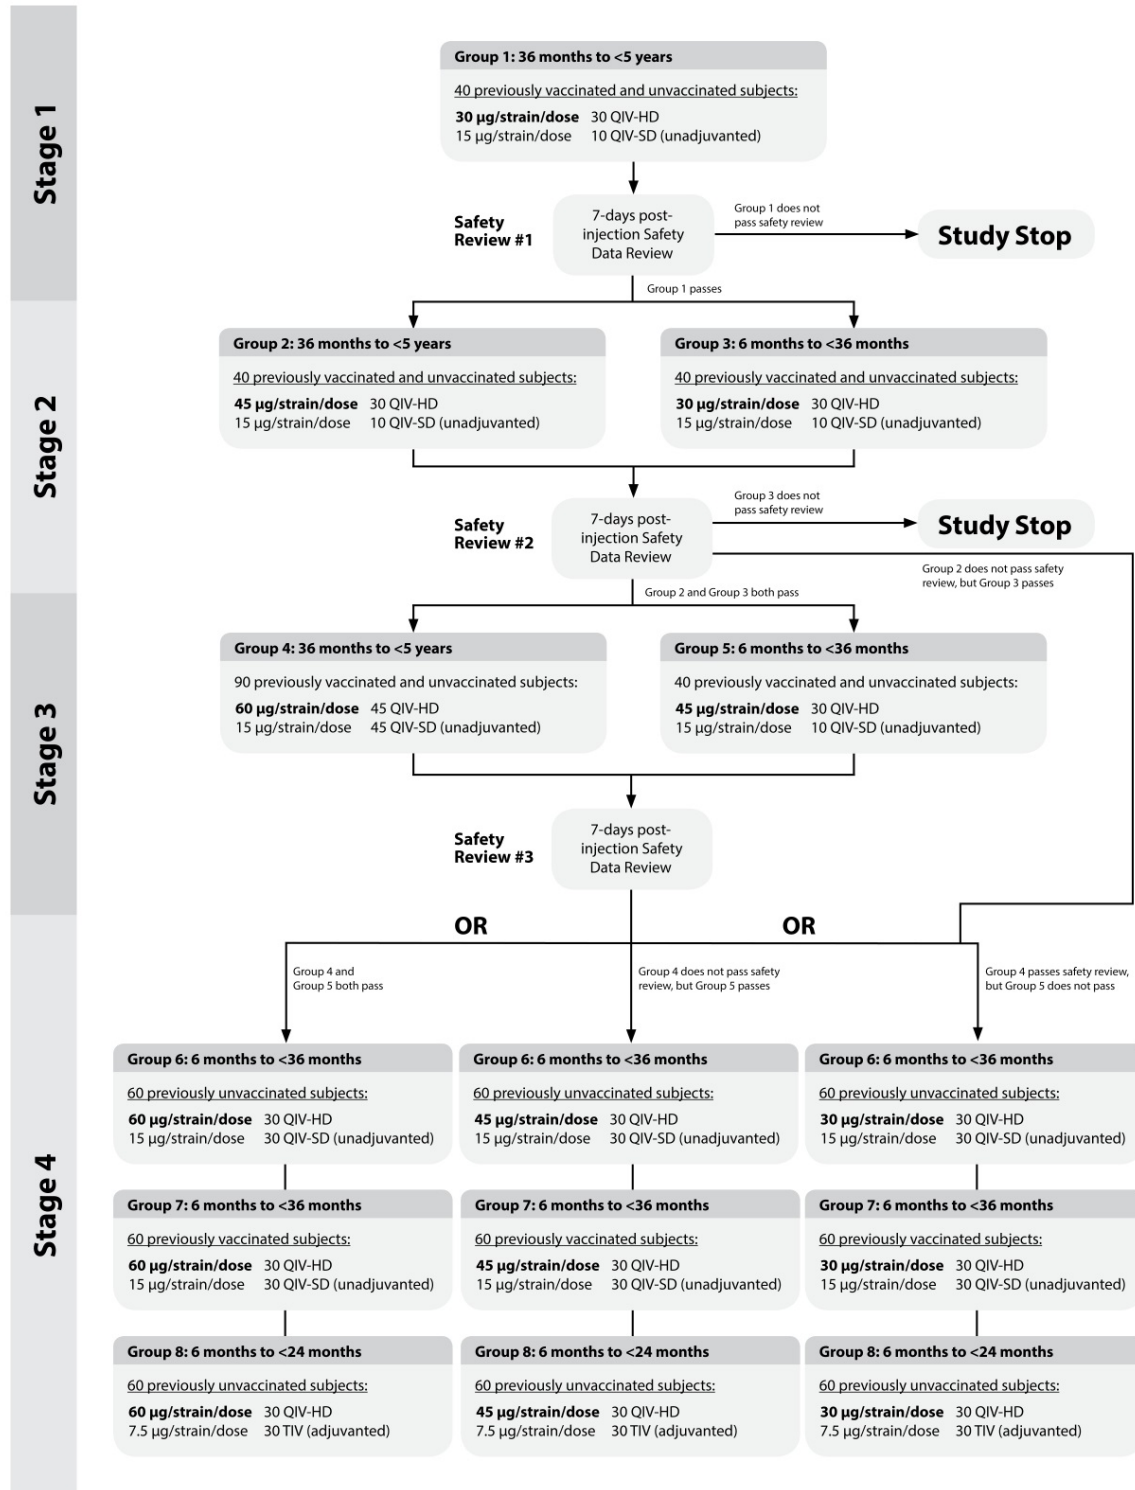 Stage 1
Group 1: 36 months to <5 years
40 previously vaccinated and unvaccinated subjects:
30 µg/strain/dose 30 QIV-HD
15 µg/strain/dose 10 QIV-SD (unadjuvanted)
Safety
Review #1
7-days post-
injection Safety
Data Review
Group 1 does not
pass safety review
Study Stop
Group 1 passes
Stage 2
Group 2: 36 months to <5 years
40 previously vaccinated and unvaccinated subjects:
45 µg/strain/dose 30 QIV-HD
15 µg/strain/dose 10 QIV-SD (unadjuvanted)
Group 3: 6 months to <36 months
40 previously vaccinated and unvaccinated subjects:
30 µg/strain/dose 30 QIV-HD
15 µg/strain/dose 10 QIV-SD (unadjuvanted)
Safety
Review #2
7-days post-
injection Safety
Data Review
Group 3 does not
pass safety review
Study Stop
Group 2 does not pass safety
review, but Group 3 passes
Group 2 and Group 3 both pass
Stage 3
Group 4: 36 months to <5 years
90 previously vaccinated and unvaccinated subjects:
60 µg/strain/dose 45 QIV-HD
15 µg/strain/dose 45 QIV-SD (unadjuvanted)
Group 5: 6 months to <36 months
40 previously vaccinated and unvaccinated subjects:
45 µg/strain/dose 30 QIV-HD
15 µg/strain/dose 10 QIV-SD (unadjuvanted)
Safety
Review #3
7-days post-
injection Safety
Data Review
Stage 4
OR
OR
Group 4 and
Group 5 both pass
Group 4 does not pass safety
review, but Group 5 passes
Group 4 passes safety review,
but Group 5 does not pass
Group 6: 6 months to <36 months
60 previously unvaccinated subjects:
60 µg/strain/dose 30 QIV-HD
15 µg/strain/dose 30 QIV-SD (unadjuvanted)
Group 6: 6 months to <36 months
60 previously unvaccinated subjects:
45 µg/strain/dose 30 QIV-HD
15 µg/strain/dose 30 QIV-SD (unadjuvanted)
Group 6: 6 months to <36 months
60 previously unvaccinated subjects:
30 µg/strain/dose 30 QIV-HD
15 µg/strain/dose 30 QIV-SD (unadjuvanted)
Group 7: 6 months to <36 months
60 previously vaccinated subjects:
60 µg/strain/dose 30 QIV-HD
15 µg/strain/dose 30 QIV-SD (unadjuvanted)
Group 7: 6 months to <36 months
60 previously vaccinated subjects:
45 µg/strain/dose 30 QIV-HD
15 µg/strain/dose 30 QIV-SD (unadjuvanted)
Group 7: 6 months to <36 months
60 previously vaccinated subjects:
30 µg/strain/dose 30 QIV-HD
15 µg/strain/dose 30 QIV-SD (unadjuvanted)
Group 8: 6 months to <24 months
60 previously unvaccinated subjects:
60 µg/strain/dose 30 QIV-HD
7.5 µg/strain/dose 30 TIV (adjuvanted)
Group 8: 6 months to <24 months
60 previously unvaccinated subjects:
45 µg/strain/dose 30 QIV-HD
7.5 µg/strain/dose 30 TIV (adjuvanted)
Group 8: 6 months to <24 months
60 previously unvaccinated subjects:
30 µg/strain/dose 30 QIV-HD
7.5 µg/strain/dose 30 TIV (adjuvanted)